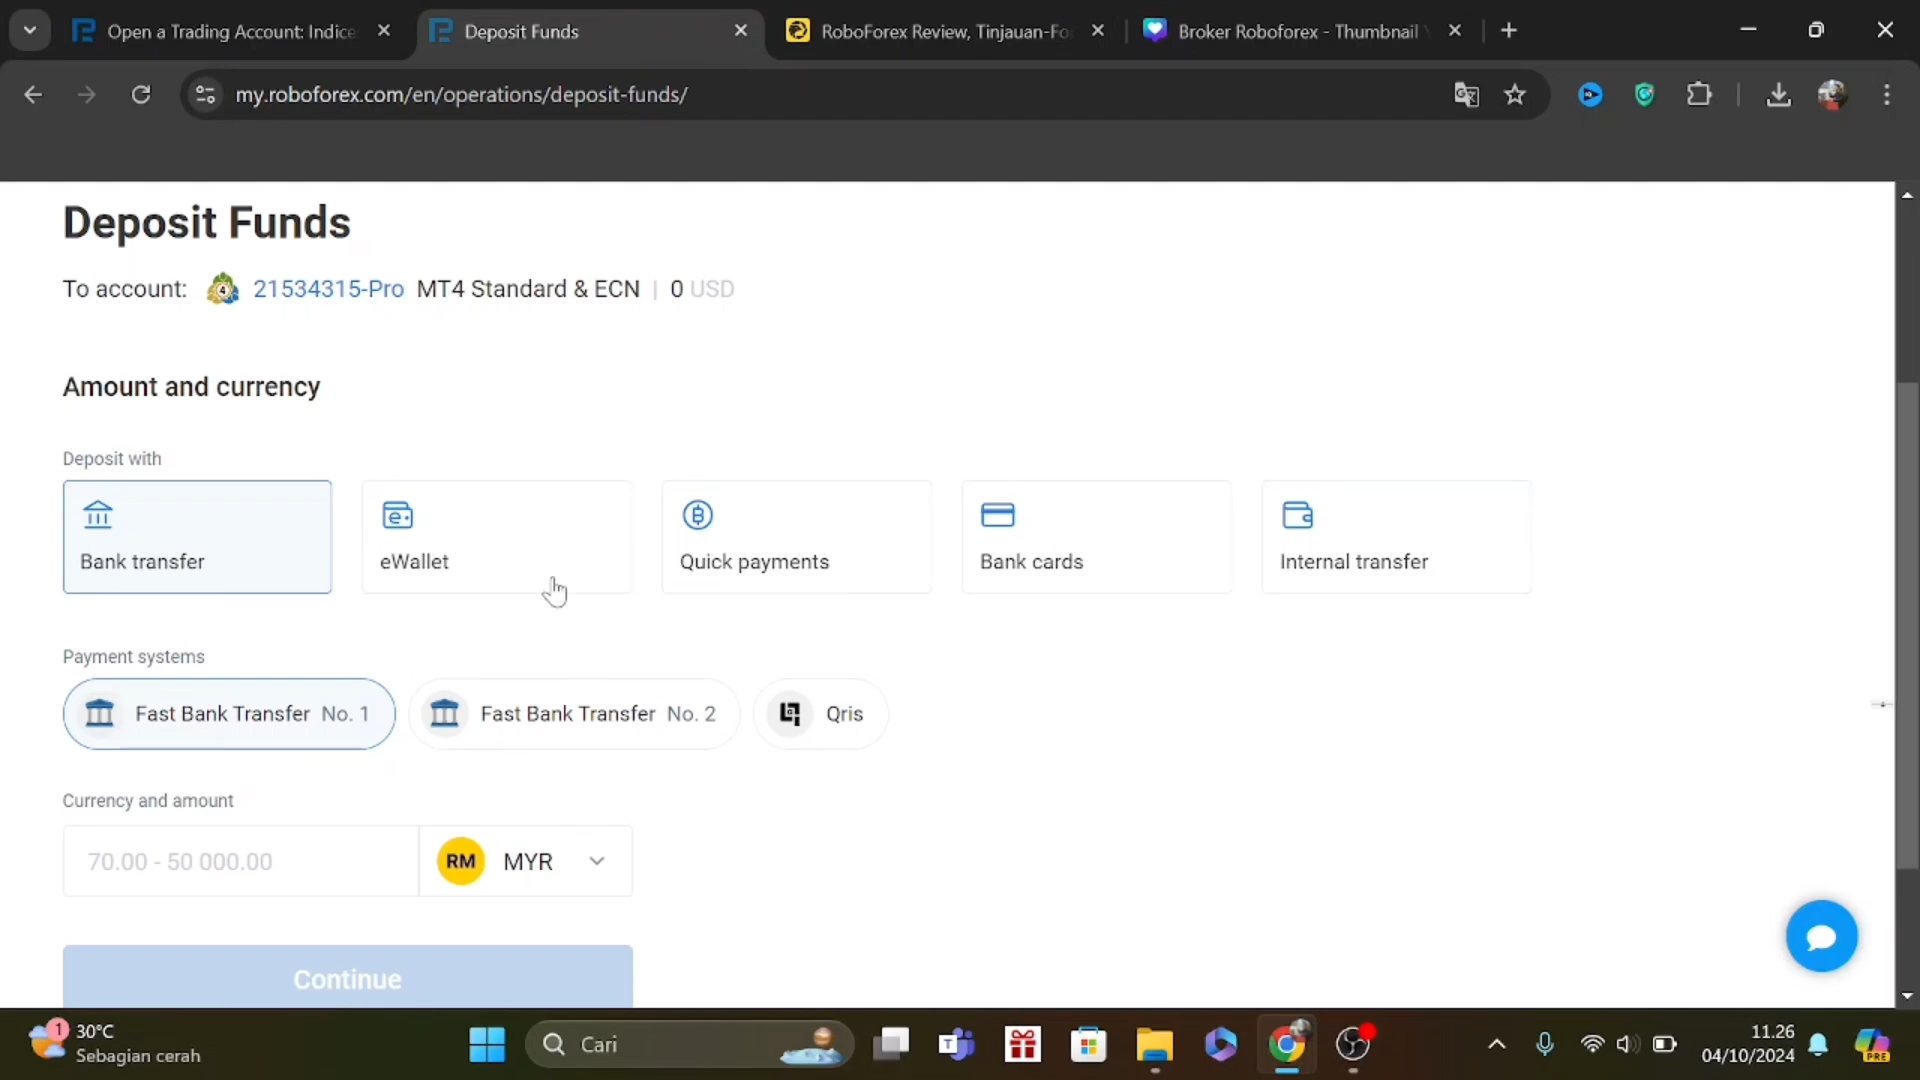 Open a Trading Account: Indice
Deposit Funds
RoboForex Review, Tinjauan-Fo
Broker Roboforex - Thumbnail
my.roboforex.com/en/operations/deposit-funds/
Deposit Funds
To account: 4 21534315-Pro MT4 Standard & ECN | 0 USD
Amount and currency
Deposit with
Bank transfer
eWallet
Quick payments
Bank cards
Internal transfer
Payment systems
Fast Bank Transfer No. 1
Fast Bank Transfer No. 2
Qris
Currency and amount
70.00 - 50 000.00
RM MYR
Continue
1
30°C
Sebagian cerah
Cari
11.26
04/10/2024
PRE